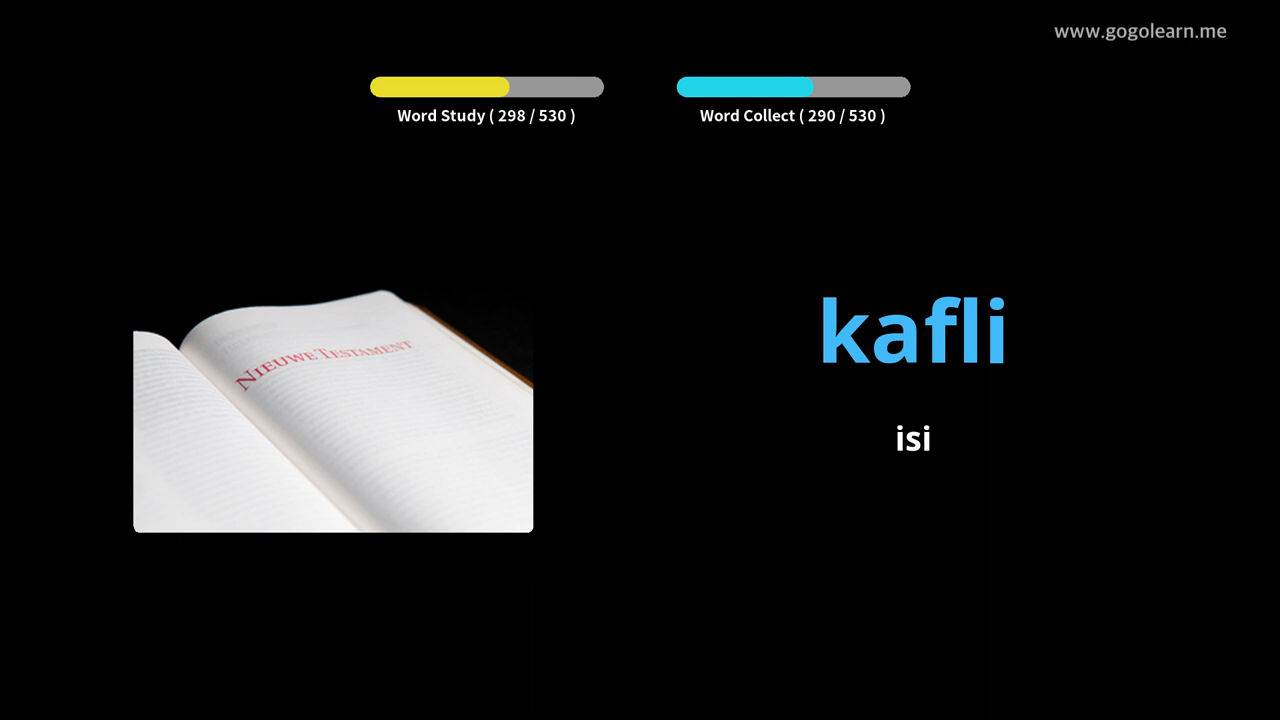 www.gogolearn.me
Word Study ( 298 / 530 )
Word Collect ( 290 / 530 )
NIEUWE TESTAMENT
kafli
isi